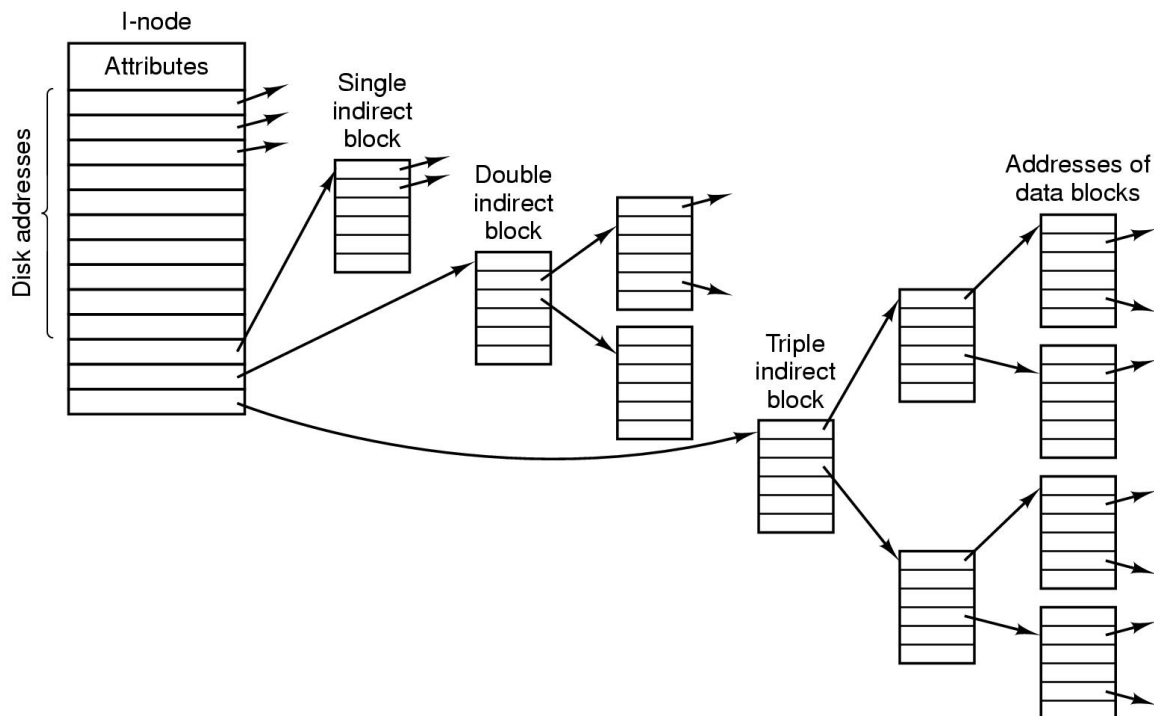 I-node
Attributes
Disk addresses
Single
indirect
block
Double
indirect
block
Triple
indirect
block
Addresses of
data blocks